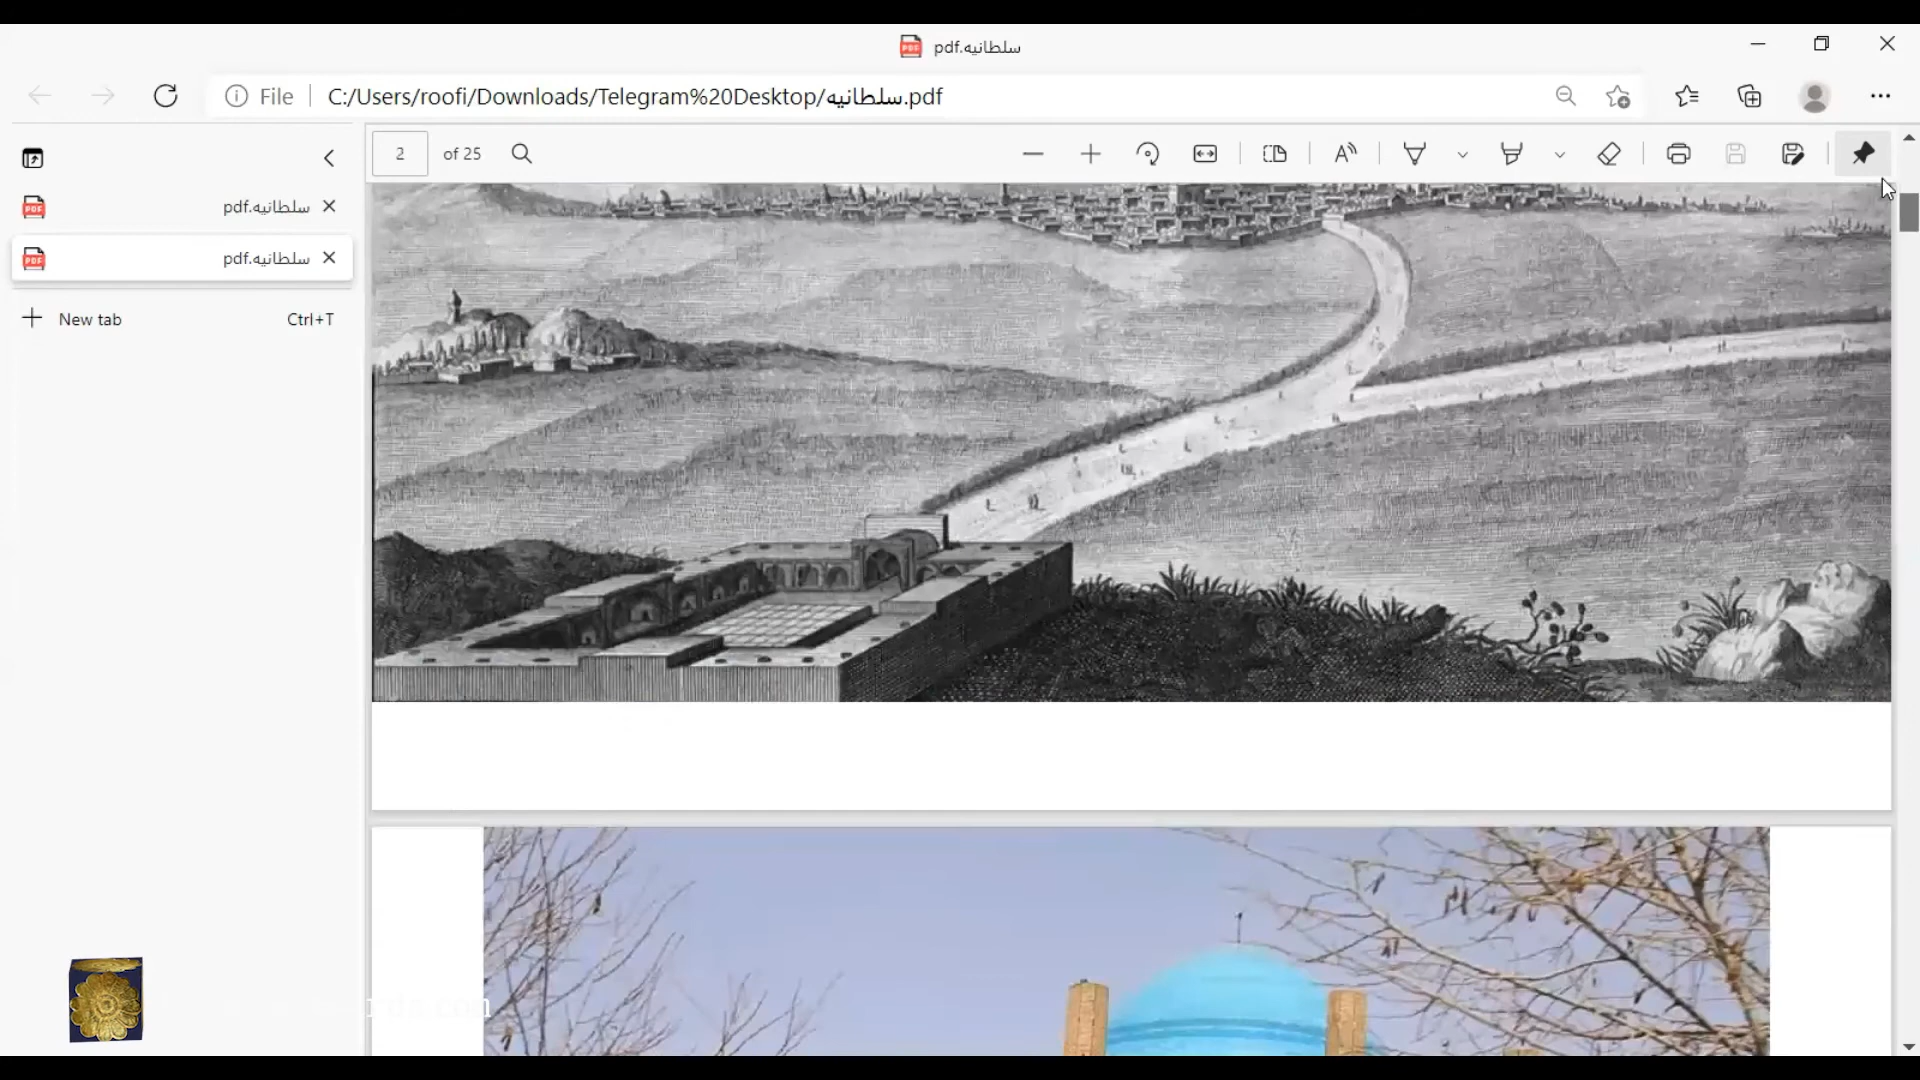 سلطانیه.pdf
File
C:/Users/roofi/Downloads/Telegram%20Desktop/سلطانیه.pdf
2 of 25
سلطانیه.pdf
سلطانیه.pdf
New tab Ctrl+T